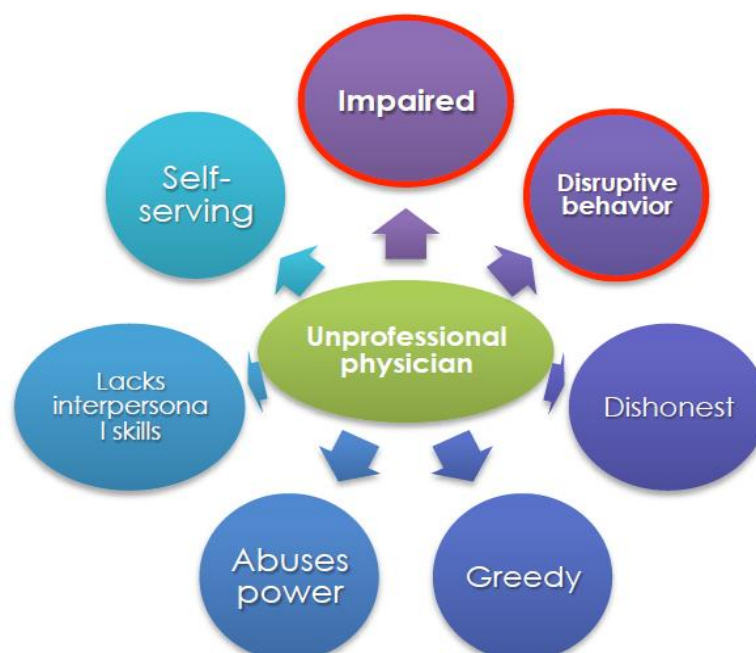 Impaired
Disruptive
behavior
Self-
serving
Unprofessional
physician
Lacks
interpersona
l skills
Dishonest
Abuses
power
Greedy